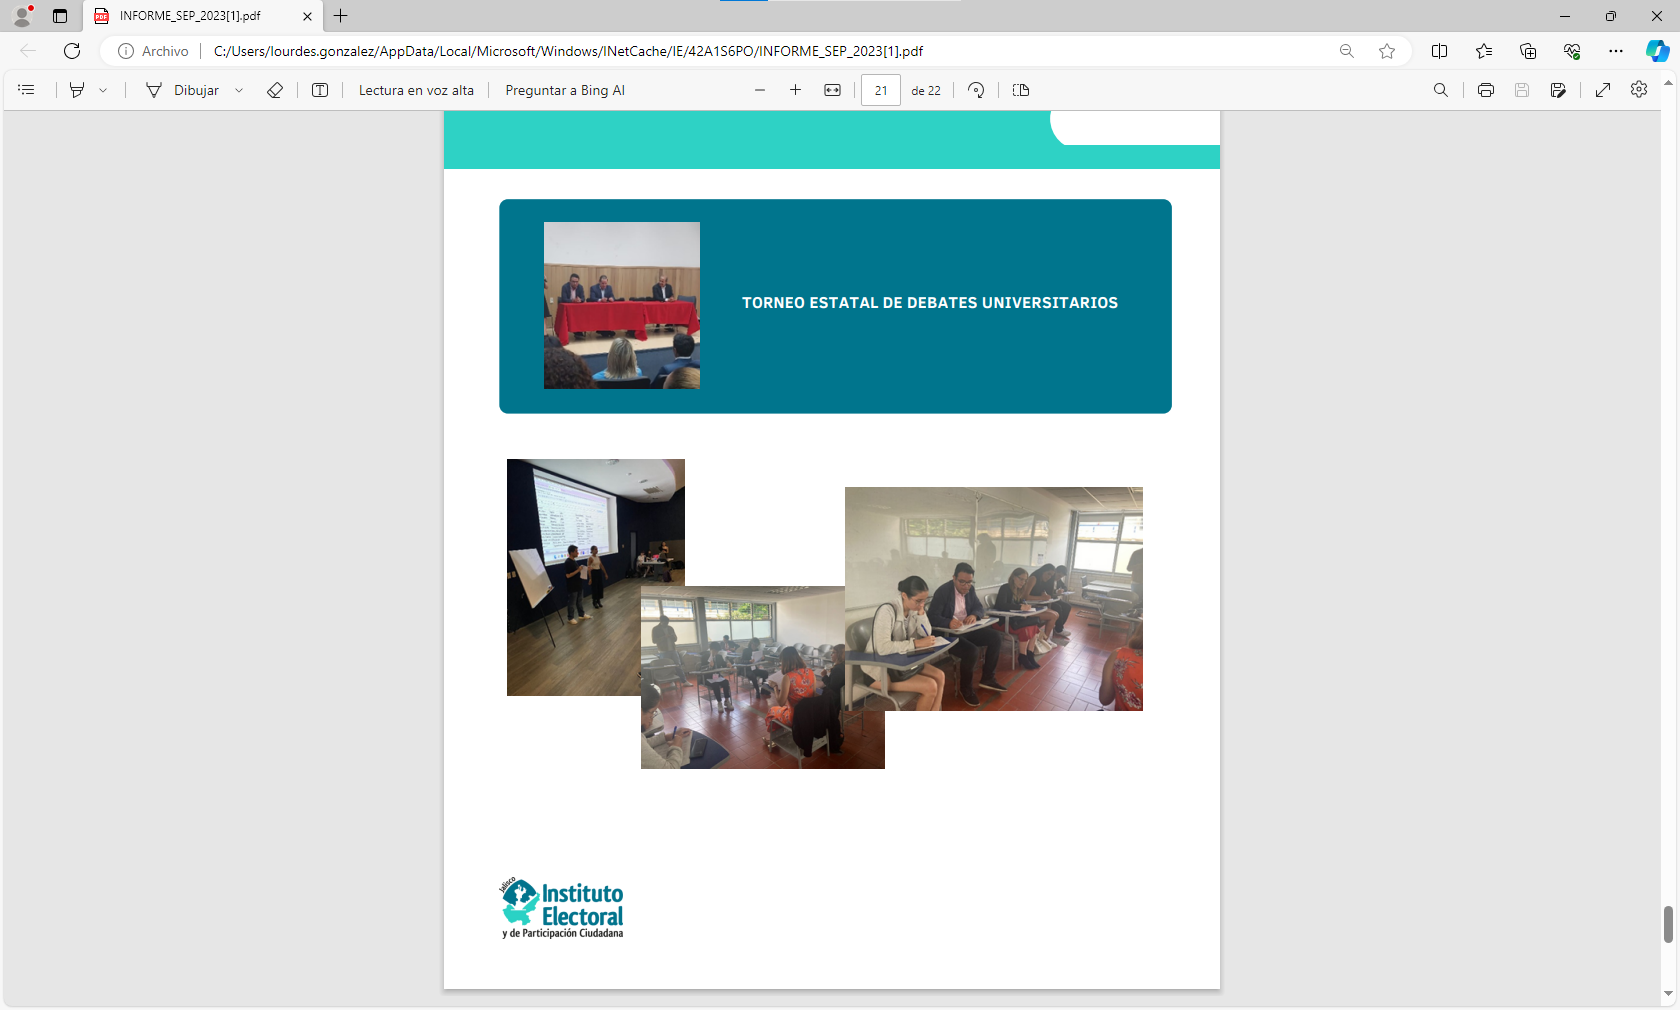 INFORME_SEP_2023[1].pdf
Archivo
C:/Users/lourdes.gonzalez/AppData/Local/Microsoft/Windows/INetCache/IE/42A1S6PO/INFORME_SEP_2023[1].pdf
Dibujar
Lectura en voz alta
Preguntar a Bing AI
21
de 22
TORNEO ESTATAL DE DEBATES UNIVERSITARIOS
Jalisco
Instituto
Electoral
y de Participación Ciudadana